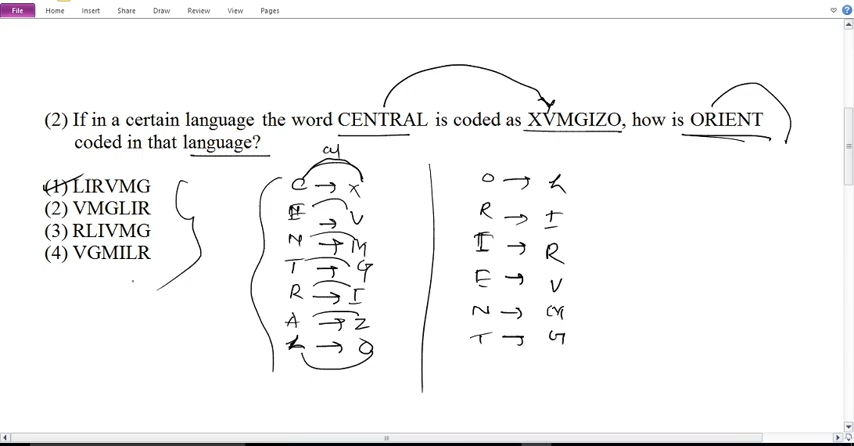 File Home Insert Share Draw Review View Pages
(2) If in a certain language the word CENTRAL is coded as XVMGIZO, how is ORIENT
coded in that language?
(1) LIRVMG
(2) VMGLIR
(3) RLIVMG
(4) VGMILR
C → X
E → V
N → M
T → G
R → I
A → Z
L → O
O → L
R → I
I → R
E → V
N → M
T → G